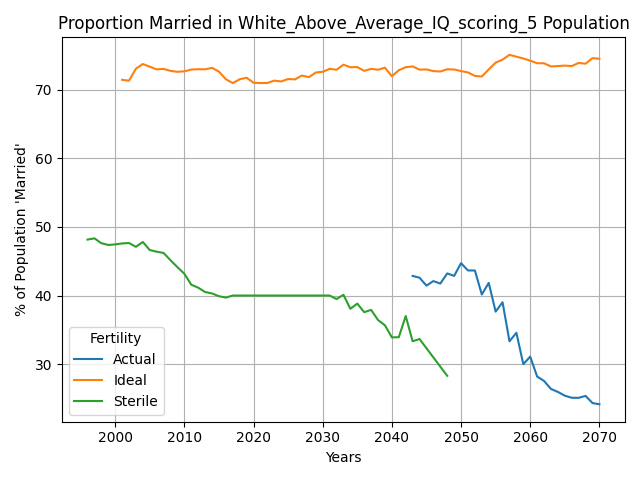 Proportion Married in White_Above_Average_IQ_scoring_5 Population
% of Population 'Married'
70
60
50
40
30
Fertility
Actual
Ideal
Sterile
2000 2010 2020 2030 2040 2050 2060 2070
Years